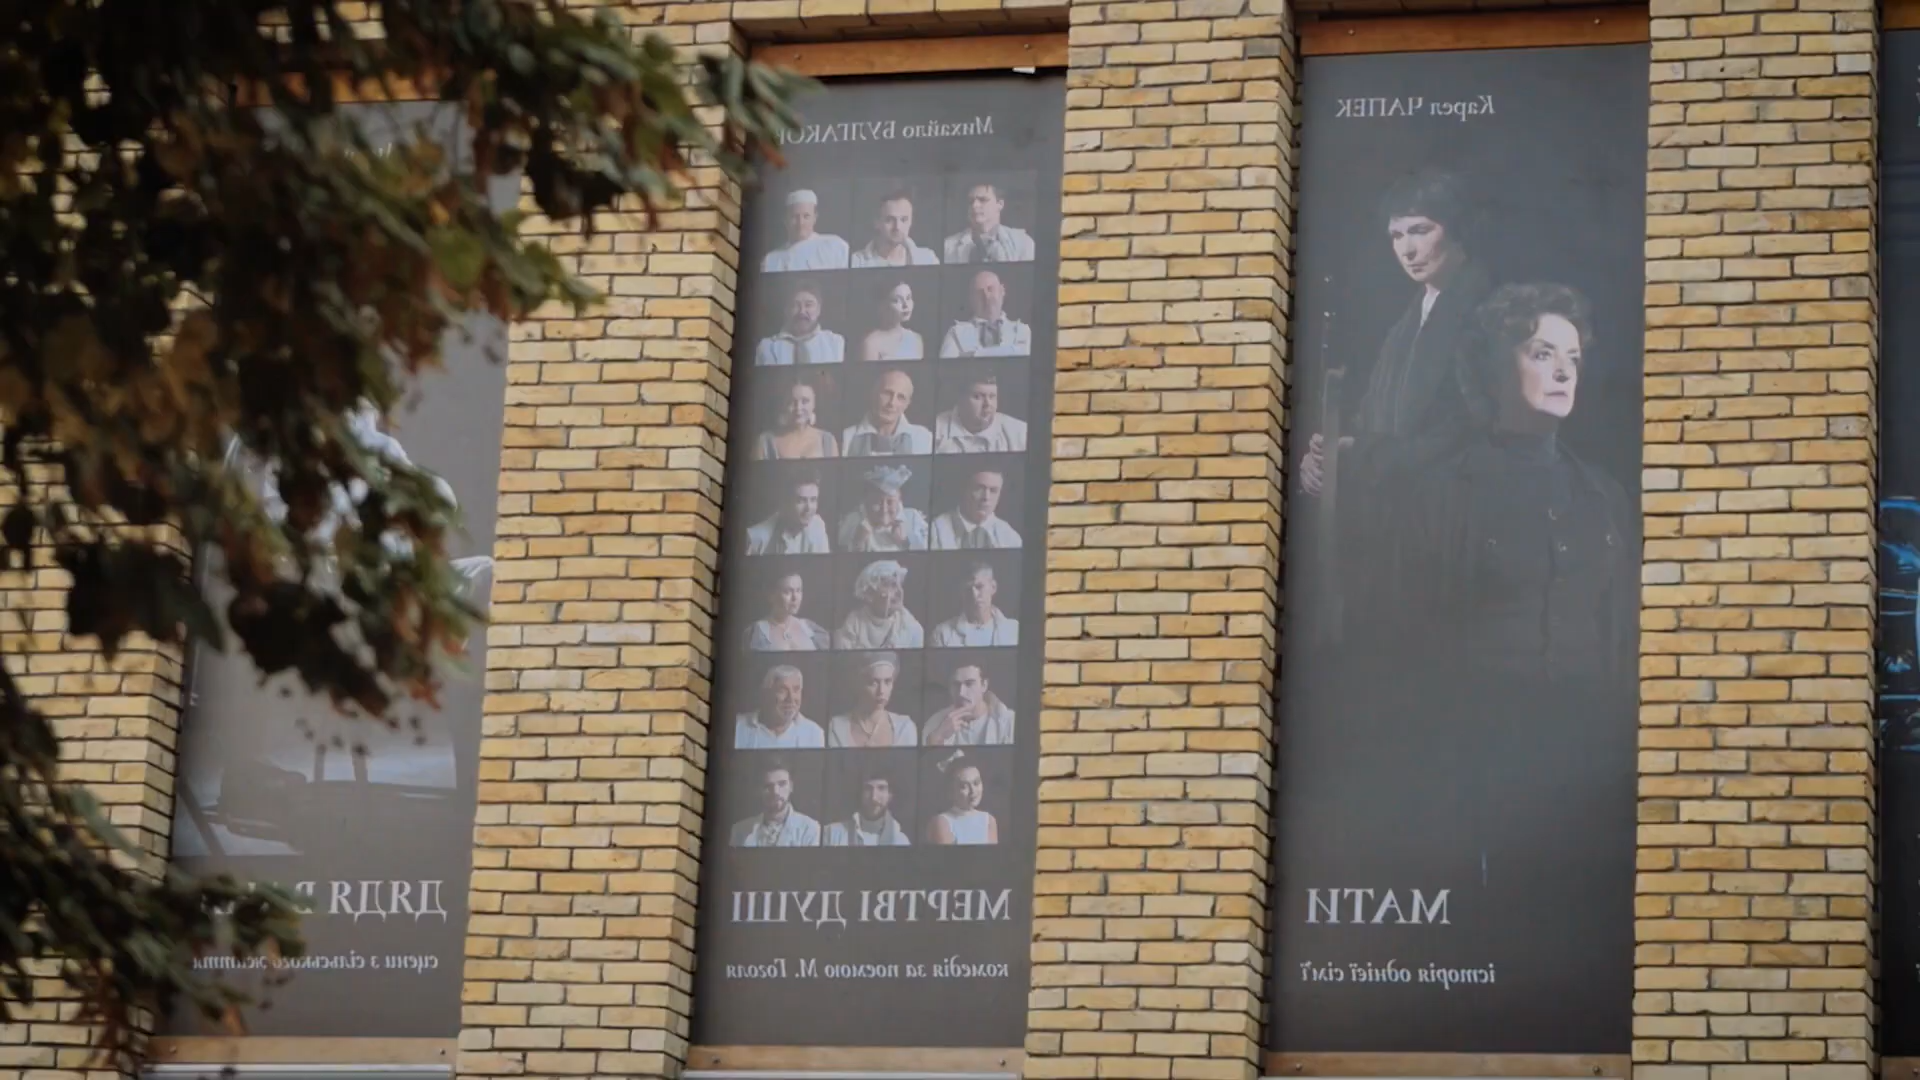 Карел ЧАПЕК
МАТИ
історія однієї сім'ї
Михайло БУЛГАКОВ
МЕРТВІ ДУШІ
комедія за поемою М. Гоголя
ДЯДЯ
сцени з сільського життя